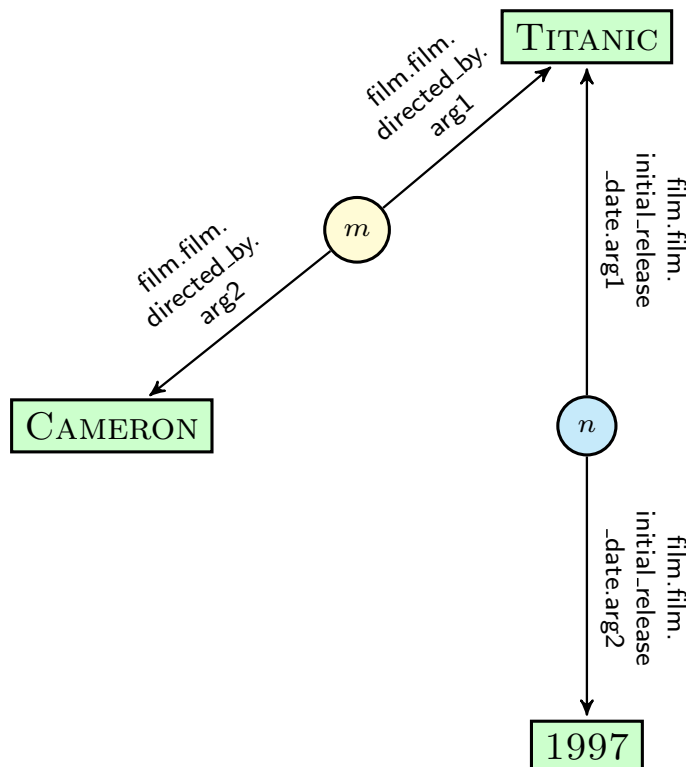 TITANIC
film.film.
directed_by.
arg1
m
film.film.
directed_by.
arg2
film.film.
initial_release
_date.arg1
CAMERON
n
film.film.
initial_release
_date.arg2
1997